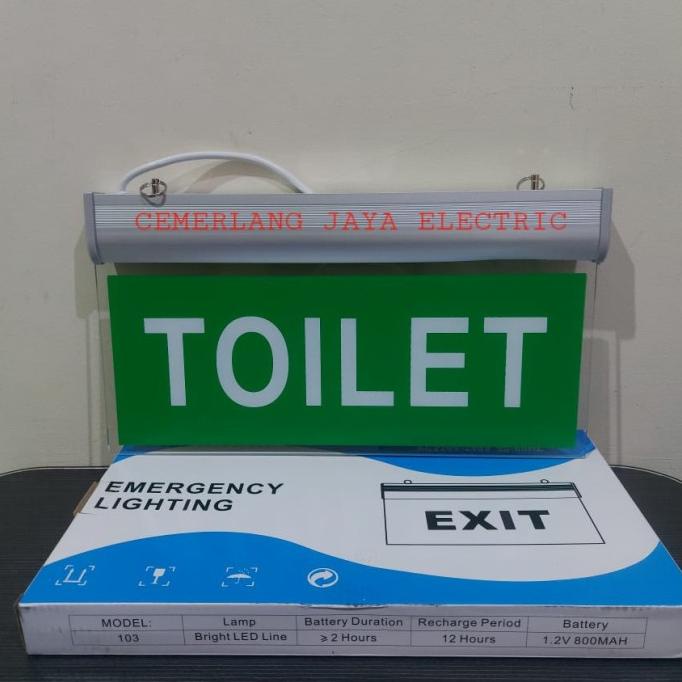 CEMERLANG JAYA ELECTRIC
TOILET
EMERGENCY
LIGHTING
EXIT
MODEL: Lamp Battery Duration Recharge Period Battery
103 Bright LED Line ≥2 Hours 12 Hours 1.2V 800MAH